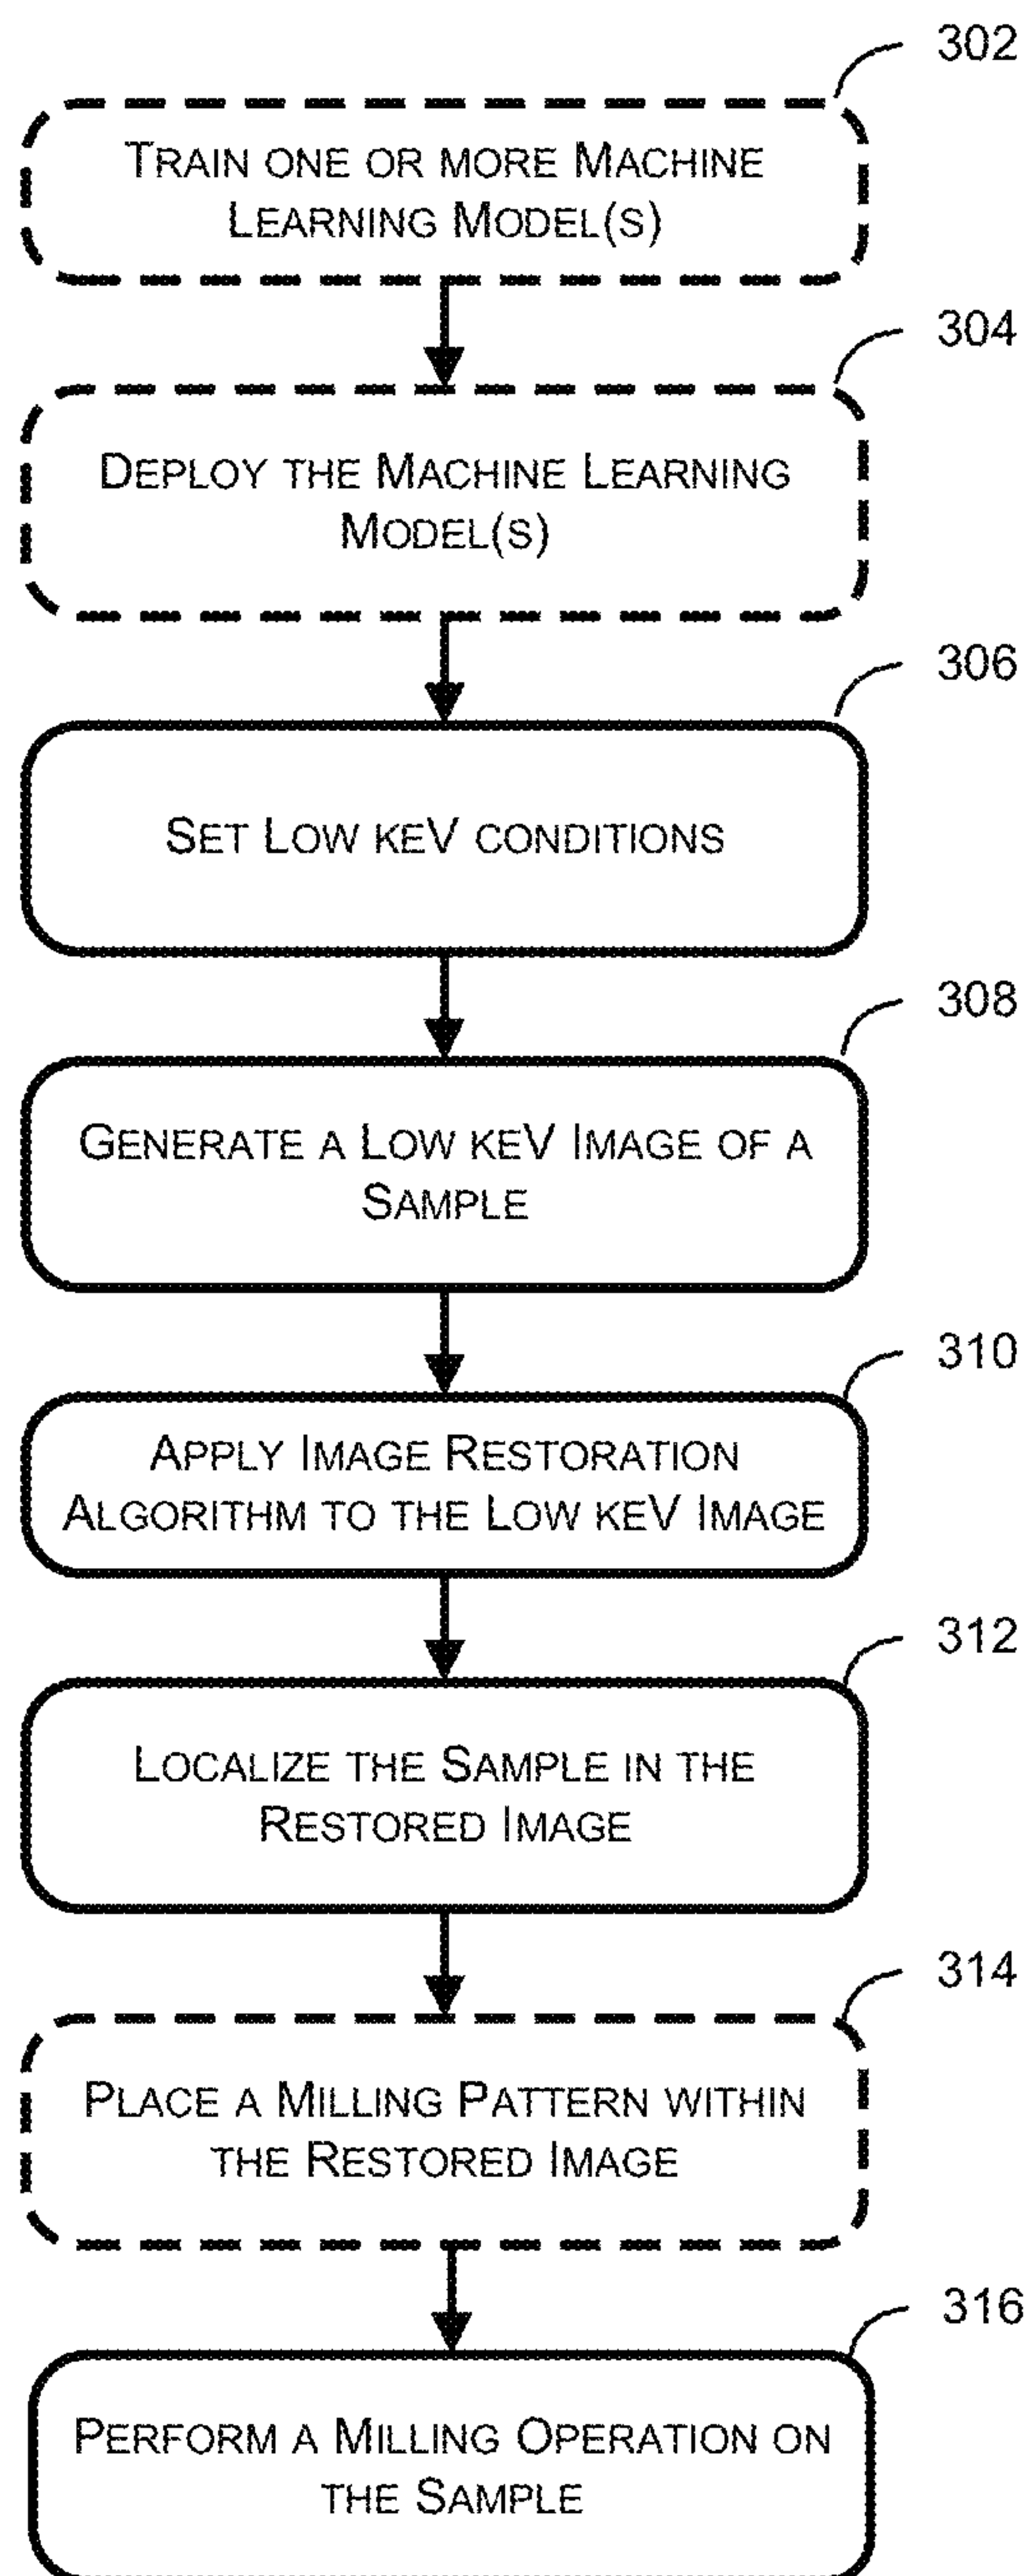 302
TRAIN ONE OR MORE MACHINE
LEARNING MODEL(S)
304
DEPLOY THE MACHINE LEARNING
MODEL(S)
306
SET LOW KEV CONDITIONS
308
GENERATE A LOW KEV IMAGE OF A
SAMPLE
310
APPLY IMAGE RESTORATION
ALGORITHM TO THE LOW KEV IMAGE
312
LOCALIZE THE SAMPLE IN THE
RESTORED IMAGE
314
PLACE A MILLING PATTERN WITHIN
THE RESTORED IMAGE
316
PERFORM A MILLING OPERATION ON
THE SAMPLE